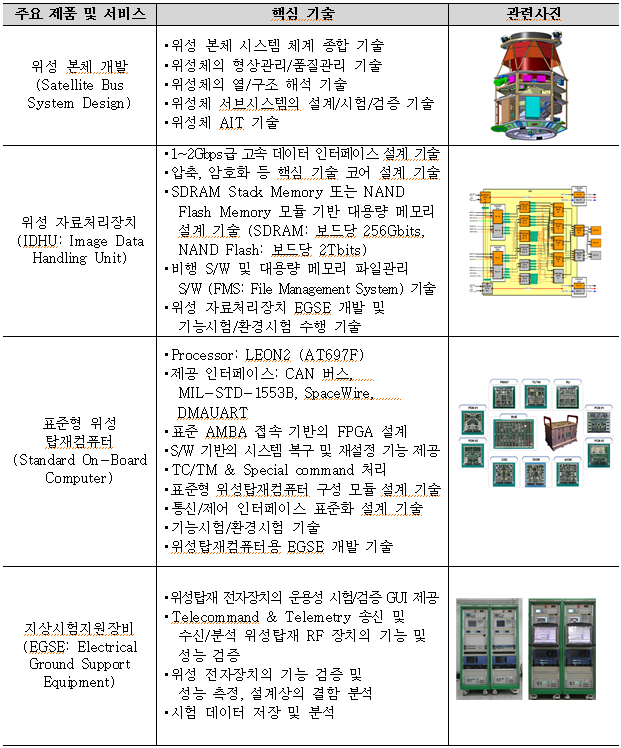 주요 제품 및 서비스
핵심 기술
관련사진
위성 본체 개발
(Satellite Bus
System Design)
•위성 본체 시스템 체계 종합 기술
•위성체의 형상관리/품질관리 기술
•위성체의 열/구조 해석 기술
•위성체 서브시스템의 설계/시험/검증 기술
•위성체 AIT 기술
위성 자료처리장치
(IDHU: Image Data
Handling Unit)
•1~2Gbps급 고속 데이터 인터페이스 설계 기술
•압축, 암호화 등 핵심 기술 코어 설계 기술
•SDRAM Stack Memory 또는 NAND
Flash Memory 모듈 기반 대용량 메모리
설계 기술 (SDRAM: 보드당 256Gbits,
NAND Flash: 보드당 2Tbits)
•비행 S/W 및 대용량 메모리 파일관리
S/W (FMS: File Management System) 기술
•위성 자료처리장치 EGSE 개발 및
기능시험/환경시험 수행 기술
표준형 위성
탑재컴퓨터
(Standard On-Board
Computer)
•Processor: LEON2 (AT697F)
•제공 인터페이스: CAN 버스,
MIL-STD-1553B, SpaceWire,
DMAUART
•표준 AMBA 접속 기반의 FPGA 설계
•S/W 기반의 시스템 복구 및 재설정 기능 제공
•TC/TM & Special command 처리
•표준형 위성탑재컴퓨터 구성 모듈 설계 기술
•통신/제어 인터페이스 표준화 설계 기술
•기능시험/환경시험 기술
•위성탑재컴퓨터용 EGSE 개발 기술
지상시험지원장비
(EGSE: Electrical
Ground Support
Equipment)
•위성탑재 전자장치의 운용성 시험/검증 GUI 제공
•Telecommand & Telemetry 송신 및
수신/분석 위성탑재 RF 장치의 기능 및
성능 검증
•위성 전자장치의 기능 검증 및
성능 측정, 설계상의 결함 분석
•시험 데이터 저장 및 분석